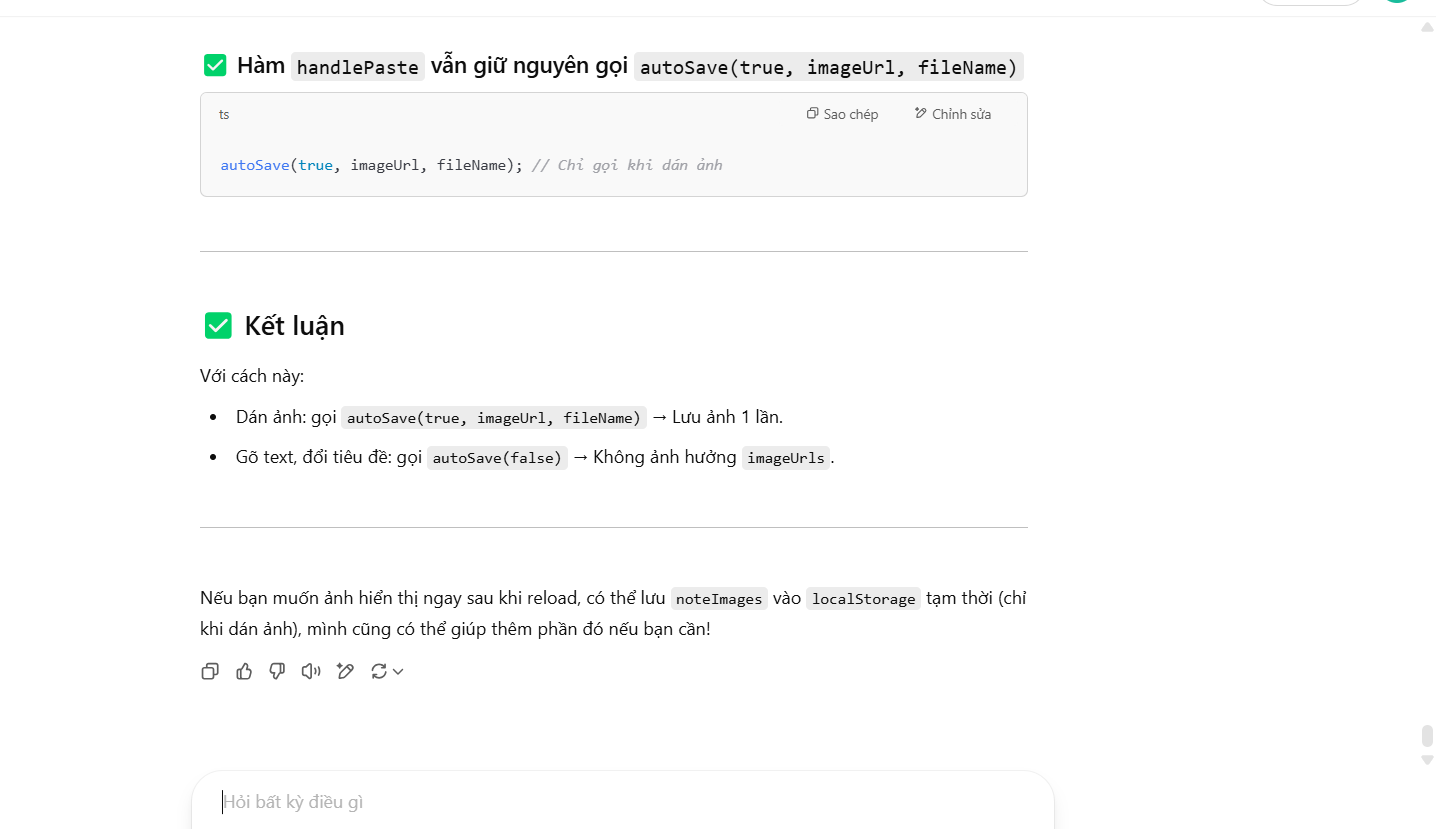 Hàm handlePaste vẫn giữ nguyên gọi autoSave(true, imageUrl, fileName)
ts
Sao chép
Chỉnh sửa
autoSave(true, imageUrl, fileName); // Chỉ gọi khi dán ảnh
Kết luận
Với cách này:
Dán ảnh: gọi autoSave(true, imageUrl, fileName) → Lưu ảnh 1 lần.
Gõ text, đổi tiêu đề: gọi autoSave(false) → Không ảnh hưởng imageUrls.
Nếu bạn muốn ảnh hiển thị ngay sau khi reload, có thể lưu noteImages vào localStorage tạm thời (chỉ
khi dán ảnh), mình cũng có thể giúp thêm phần đó nếu bạn cần!
Hỏi bất kỳ điều gì